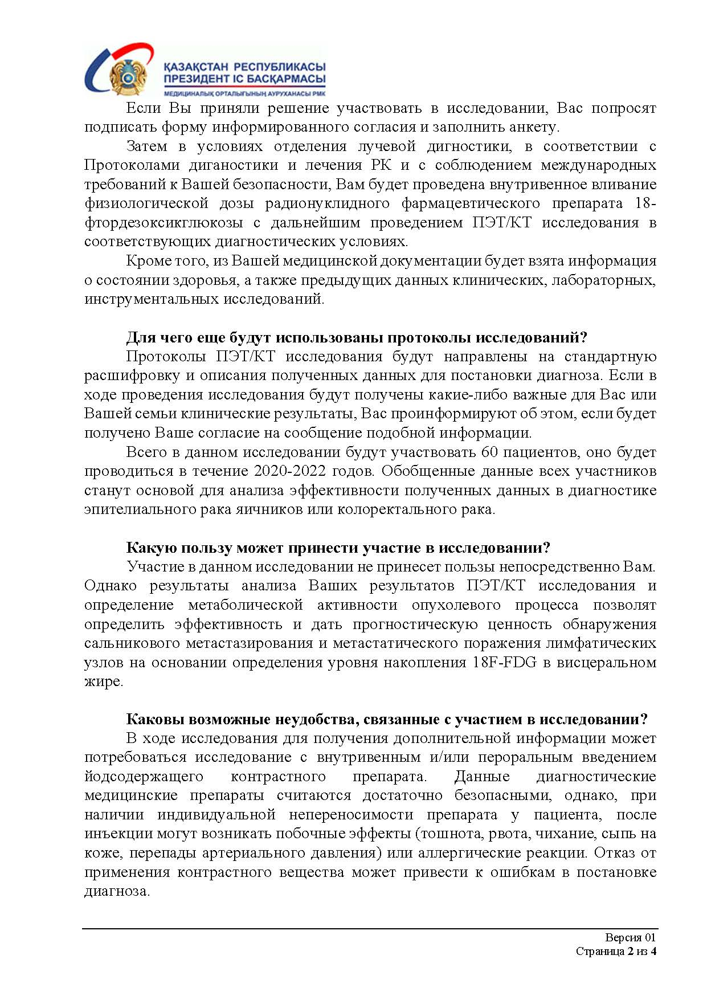 ҚАЗАҚСТАН РЕСПУБЛИКАСЫ
ПРЕЗИДЕНТ ІС БАСҚАРМАСЫ
МЕДИЦИНАЛЫҚ ОРТАЛЫҒЫНЫҢ АУРУХАНАСЫ РМК
Если Вы приняли решение участвовать в исследовании, Вас попросят
подписать форму информированного согласия и заполнить анкету.
Затем в условиях отделения лучевой дигностики, в соответствии с
Протоколами диганостики и лечения РК и с соблюдением международных
требований к Вашей безопасности, Вам будет проведена внутривенное вливание
физиологической дозы радионуклидного фармацевтического препарата 18-
фтордезоксикглюкозы с дальнейшим проведением ПЭТ/КТ исследования в
соответствующих диагностических условиях.
Кроме того, из Вашей медицинской документации будет взята информация
о состоянии здоровья, а также предыдущих данных клинических, лабораторных,
инструментальных исследований.
Для чего еще будут использованы протоколы исследований?
Протоколы ПЭТ/КТ исследования будут направлены на стандартную
расшифровку и описания полученных данных для постановки диагноза. Если в
ходе проведения исследования будут получены какие-либо важные для Вас или
Вашей семьи клинические результаты, Вас проинформируют об этом, если будет
получено Ваше согласие на сообщение подобной информации.
Всего в данном исследовании будут участвовать 60 пациентов, оно будет
проводиться в течение 2020-2022 годов. Обобщенные данные всех участников
станут основой для анализа эффективности полученных данных в диагностике
эпителиального рака яичников или колоректального рака.
Какую пользу может принести участие в исследовании?
Участие в данном исследовании не принесет пользы непосредственно Вам.
Однако результаты анализа Ваших результатов ПЭТ/КТ исследования и
определение метаболической активности опухолевого процесса позволят
определить эффективность и дать прогностическую ценность обнаружения
сальникового метастазирования и метастатического поражения лимфатических
узлов на основании определения уровня накопления 18F-FDG в висцеральном
жире.
Каковы возможные неудобства, связанные с участием в исследовании?
В ходе исследования для получения дополнительной информации может
потребоваться исследование с внутривенным и/или пероральным введением
йодсодержащего контрастного препарата. Данные диагностические
медицинские препараты считаются достаточно безопасными, однако, при
наличии индивидуальной непереносимости препарата у пациента, после
инъекции могут возникать побочные эффекты (тошнота, рвота, чихание, сыпь на
коже, перепады артериального давления) или аллергические реакции. Отказ от
применения контрастного вещества может привести к ошибкам в постановке
диагноза.
Версия 01
Страница 2 из 4